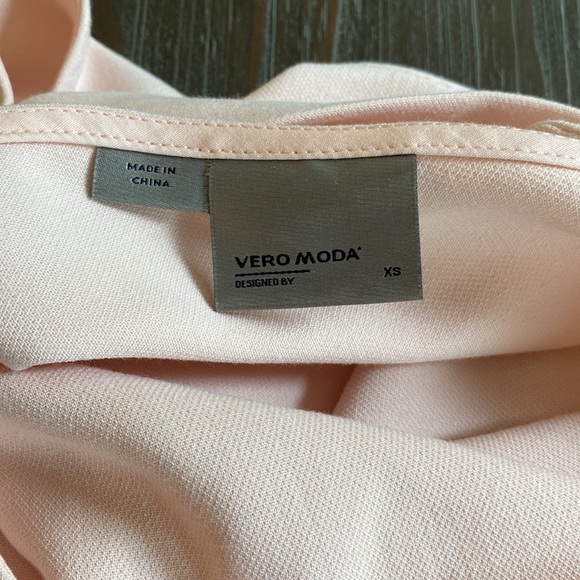 MADE IN
CHINA
VERO MODA
DESIGNED BY
XS